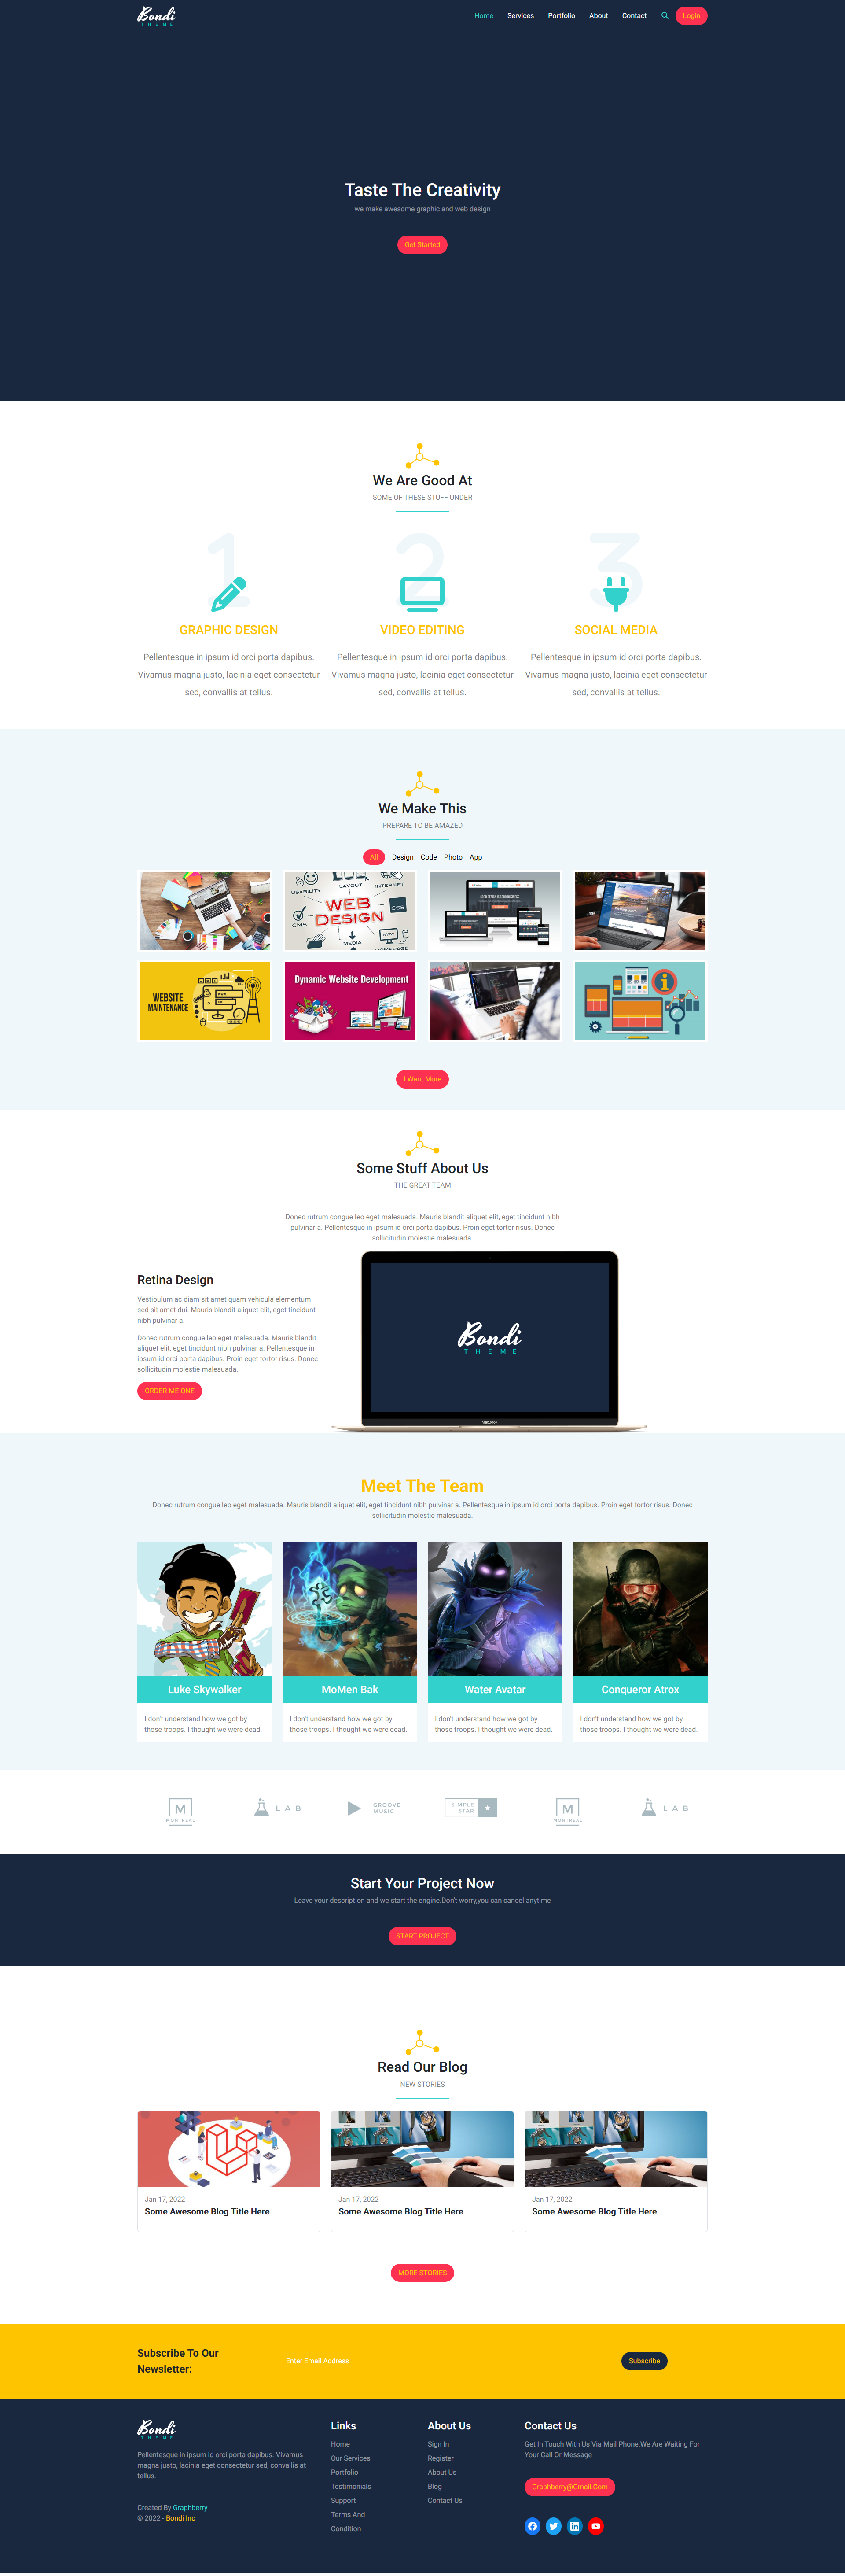 Bondi
THEME
Home Services Portfolio About Contact Login
Taste The Creativity
we make awesome graphic and web design
Get Started
We Are Good At
SOME OF THESE STUFF UNDER
1 2 3
GRAPHIC DESIGN
Pellentesque in ipsum id orci porta dapibus.
Vivamus magna justo, lacinia eget consectetur
sed, convallis at tellus.
VIDEO EDITING
Pellentesque in ipsum id orci porta dapibus.
Vivamus magna justo, lacinia eget consectetur
sed, convallis at tellus.
SOCIAL MEDIA
Pellentesque in ipsum id orci porta dapibus.
Vivamus magna justo, lacinia eget consectetur
sed, convallis at tellus.
We Make This
PREPARE TO BE AMAZED
All Design Code Photo App
USABILITY
LAYOUT
INTERNET
WEB
DESIGN
CSS
CMS
MEDIA
HOMEPAGE
WEBSITE
MAINTENANCE
Dynamic Website Development
I Want More
Some Stuff About Us
THE GREAT TEAM
Donec rutrum congue leo eget malesuada. Mauris blandit aliquet elit, eget tincidunt nibh
pulvinar a. Pellentesque in ipsum id orci porta dapibus. Proin eget tortor risus. Donec
sollicitudin molestie malesuada.
Retina Design
Vestibulum ac diam sit amet quam vehicula elementum
sed sit amet dui. Mauris blandit aliquet elit, eget tincidunt
nibh pulvinar a.
Donec rutrum congue leo eget malesuada. Mauris blandit
aliquet elit, eget tincidunt nibh pulvinar a. Pellentesque in
ipsum id orci porta dapibus. Proin eget tortor risus. Donec
sollicitudin molestie malesuada.
ORDER ME ONE
Bondi
THEME
MacBook
Meet The Team
Donec rutrum congue leo eget malesuada. Mauris blandit aliquet elit, eget tincidunt nibh pulvinar a. Pellentesque in ipsum id orci porta dapibus. Proin eget tortor risus. Donec
sollicitudin molestie malesuada.
Luke Skywalker
I don't understand how we got by
those troops. I thought we were dead.
MoMen Bak
I don't understand how we got by
those troops. I thought we were dead.
Water Avatar
I don't understand how we got by
those troops. I thought we were dead.
Conqueror Atrox
I don't understand how we got by
those troops. I thought we were dead.
M
MONTREAL
LAB
GROOVE
MUSIC
SIMPLE
STAR
M
MONTREAL
LAB
Start Your Project Now
Leave your description and we start the engine.Don't worry,you can cancel anytime
START PROJECT
Read Our Blog
NEW STORIES
Jan 17, 2022
Some Awesome Blog Title Here
Jan 17, 2022
Some Awesome Blog Title Here
Jan 17, 2022
Some Awesome Blog Title Here
MORE STORIES
Subscribe To Our
Newsletter:
Enter Email Address
Subscribe
Bondi
THEME
Pellentesque in ipsum id orci porta dapibus. Vivamus
magna justo, lacinia eget consectetur sed, convallis at
tellus.
Created By Graphberry
© 2022 - Bondi Inc
Links
Home
Our Services
Portfolio
Testimonials
Support
Terms And
Condition
About Us
Sign In
Register
About Us
Blog
Contact Us
Contact Us
Get In Touch With Us Via Mail Phone.We Are Waiting For
Your Call Or Message
Graphberry@Gmail.Com